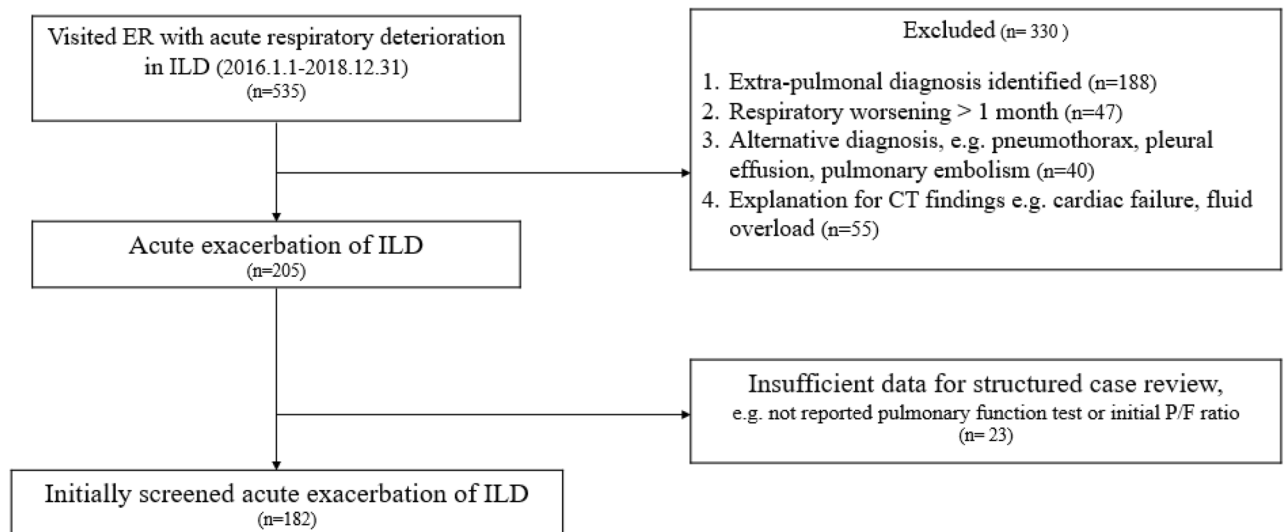 Visited ER with acute respiratory deterioration
in ILD (2016.1.1-2018.12.31)
(n=535)
Excluded (n= 330 )
1. Extra-pulmonal diagnosis identified (n=188)
2. Respiratory worsening > 1 month (n=47)
3. Alternative diagnosis, e.g. pneumothorax, pleural
effusion, pulmonary embolism (n=40)
4. Explanation for CT findings e.g. cardiac failure, fluid
overload (n=55)
Acute exacerbation of ILD
(n=205)
Insufficient data for structured case review,
e.g. not reported pulmonary function test or initial P/F ratio
(n= 23)
Initially screened acute exacerbation of ILD
(n=182)